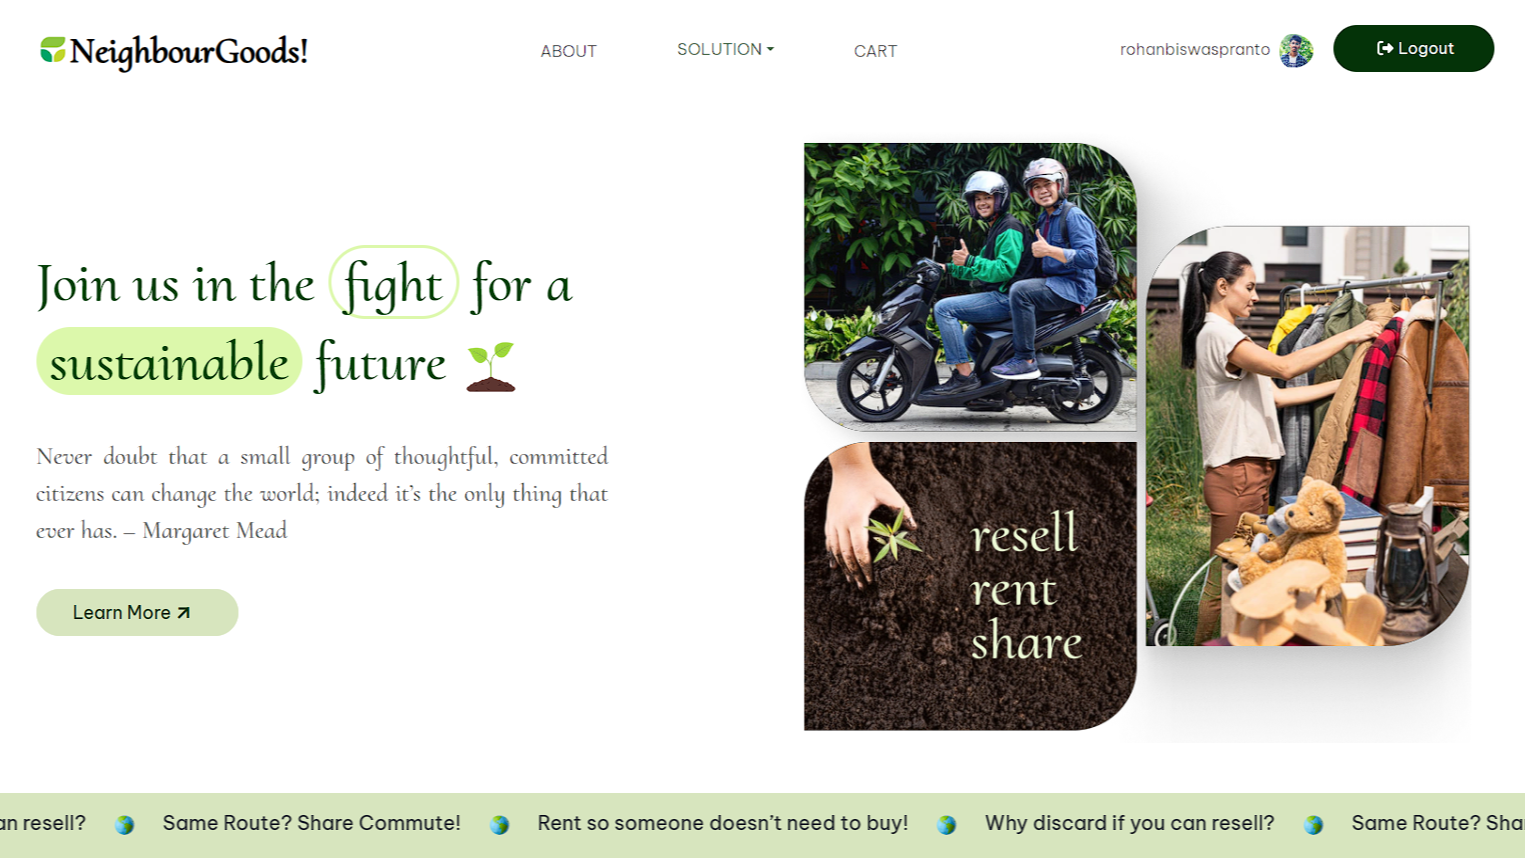 NeighbourGoods!
ABOUT
SOLUTION
CART
rohanbiswaspranto
Logout
Join us in the fight for a
sustainable future
Never doubt that a small group of thoughtful, committed
citizens can change the world; indeed it's the only thing that
ever has. – Margaret Mead
Learn More
resell
rent
share
an resell? Same Route? Share Commute! Rent so someone doesn't need to buy! Why discard if you can resell? Same Route? Sha